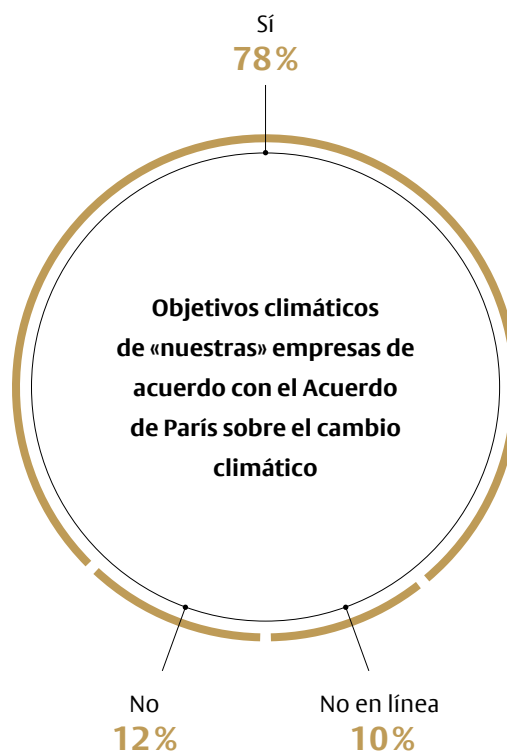 Sí
78%
Objetivos climáticos
de «nuestras» empresas de
acuerdo con el Acuerdo
de París sobre el cambio
climático
No
12%
No en línea
10%